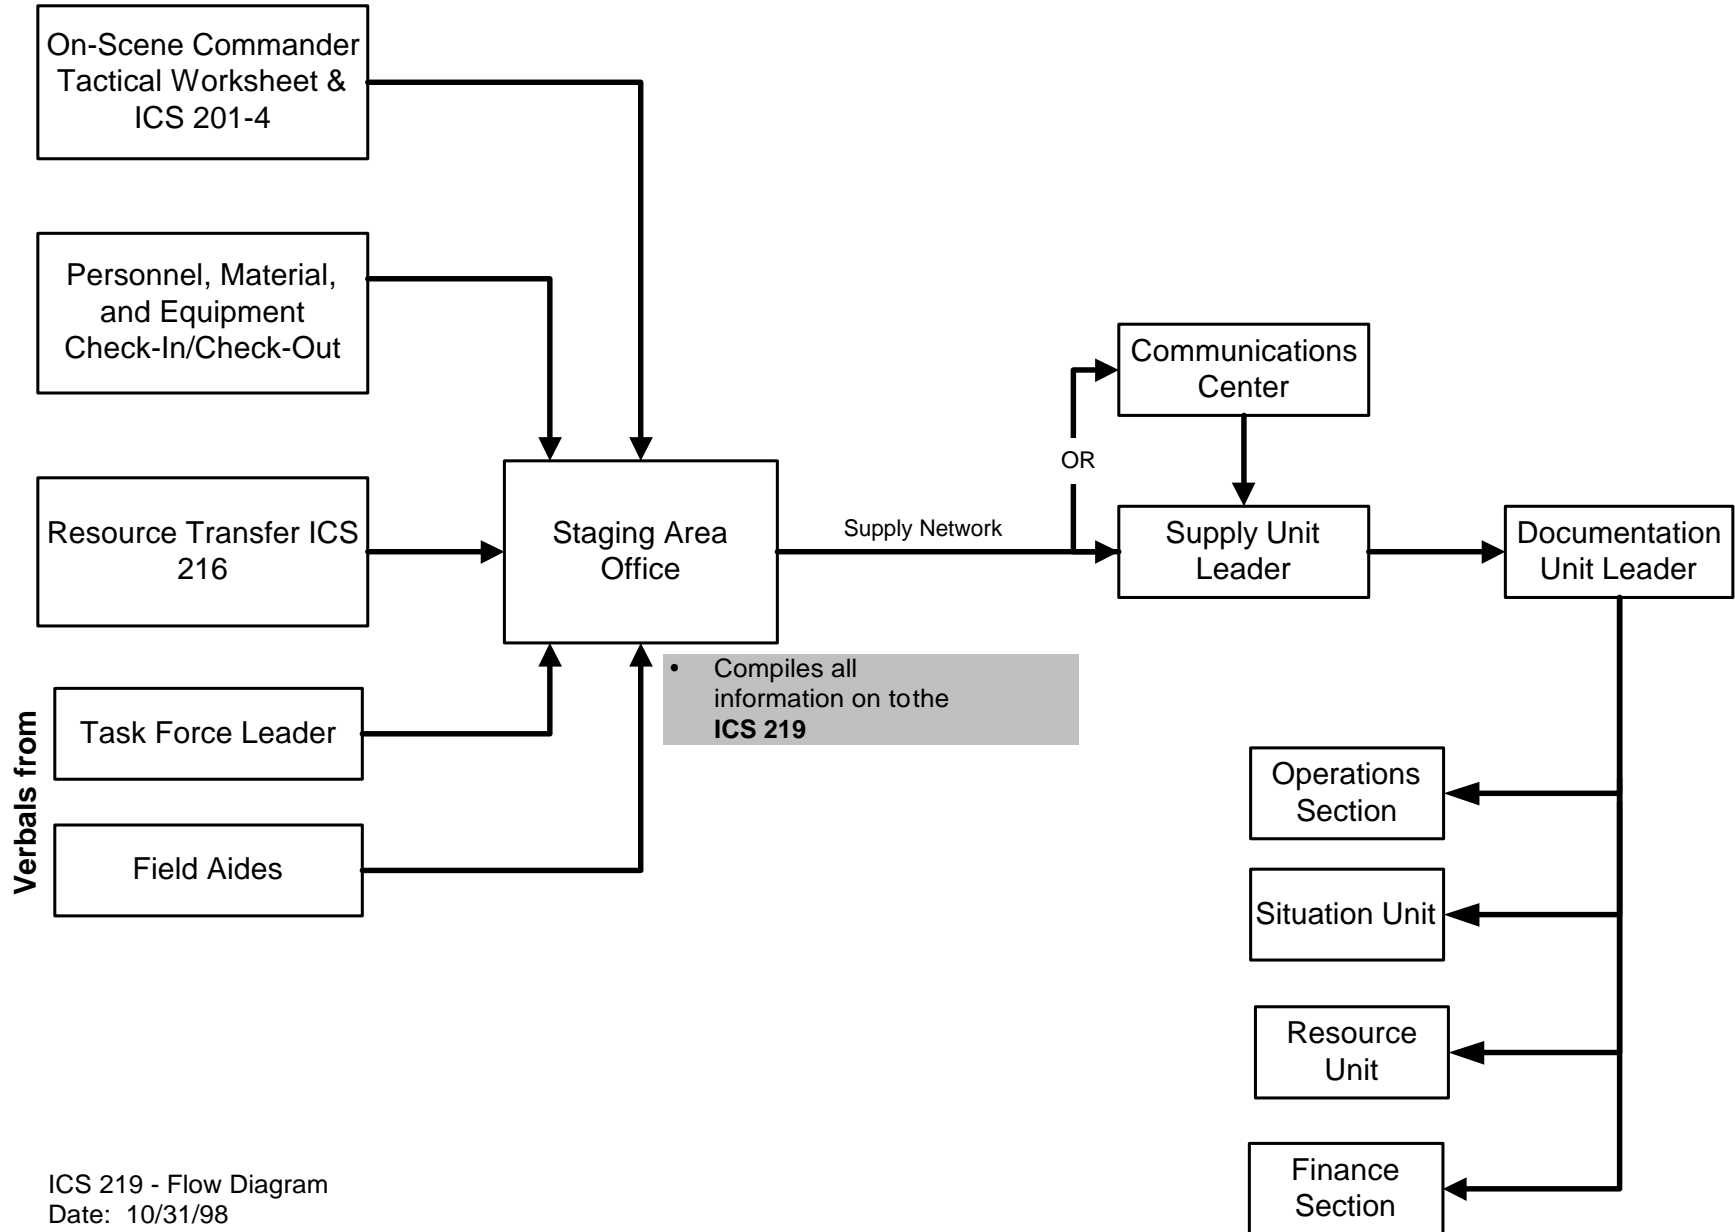 On-Scene Commander
Tactical Worksheet &
ICS 201-4
Personnel, Material,
and Equipment
Check-In/Check-Out
Resource Transfer ICS
216
Verbals from
Task Force Leader
Field Aides
Staging Area
Office
• Compiles all
information on tothe
ICS 219
Supply Network
OR
Communications
Center
Supply Unit
Leader
Documentation
Unit Leader
Operations
Section
Situation Unit
Resource
Unit
Finance
Section
ICS 219 - Flow Diagram
Date: 10/31/98